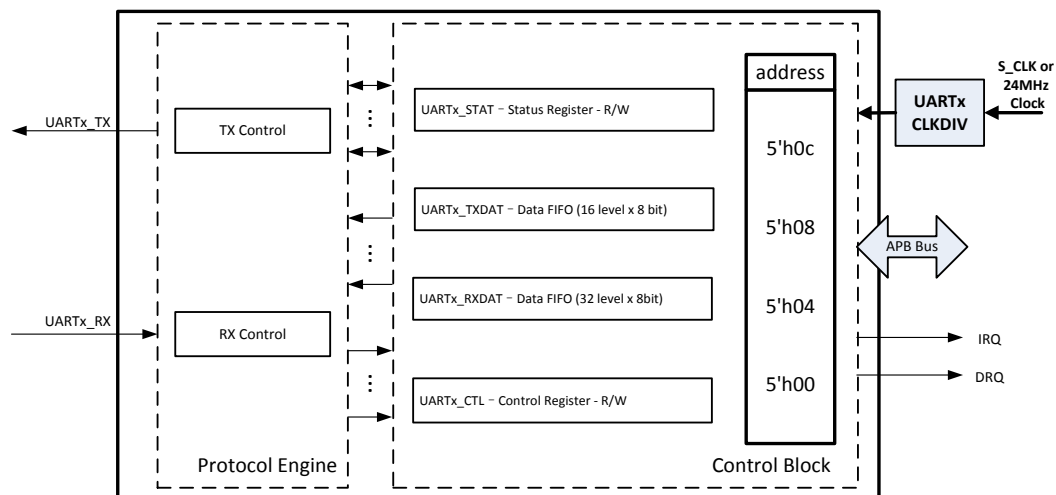 address
S_CLK or
24MHz
Clock
UARTx
CLKDIV
UARTx_STAT – Status Register - R/W
UARTx_TX
TX Control
5'h0c
UARTx_TXDAT – Data FIFO (16 level x 8 bit)
5'h08
APB Bus
UARTx_RXDAT – Data FIFO (32 level x 8bit)
5'h04
UARTx_RX
RX Control
IRQ
DRQ
5'h00
UARTx_CTL – Control Register - R/W
Protocol Engine
Control Block